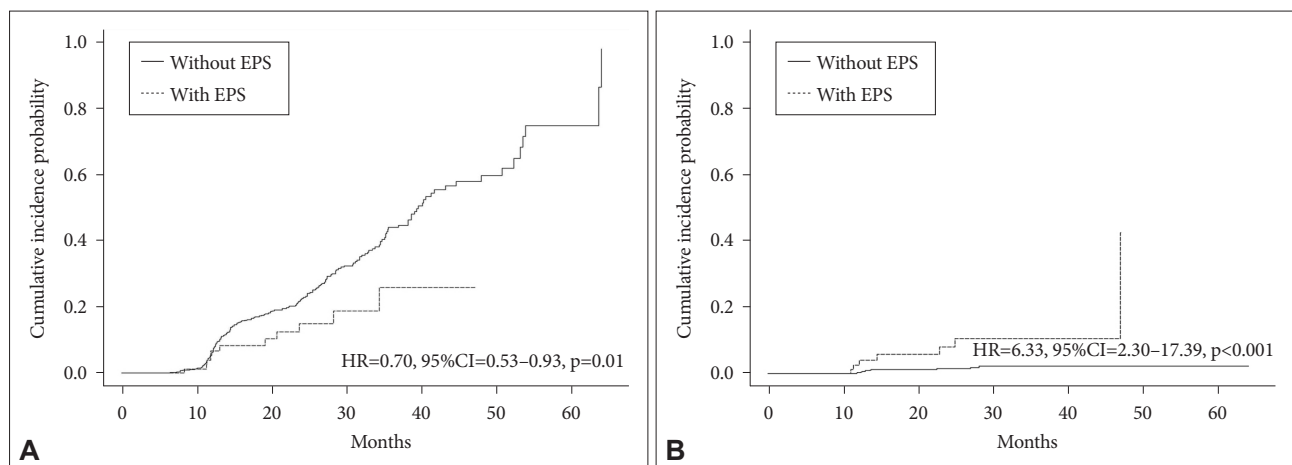 1.0
0.8
0.6
0.4
0.2
0.0
Cumulative incidence probability
Without EPS
With EPS
HR=0.70, 95%CI=0.53–0.93, p=0.01
0 10 20 30 40 50 60
Months
A
1.0
0.8
0.6
0.4
0.2
0.0
Cumulative incidence probability
Without EPS
With EPS
HR=6.33, 95%CI=2.30–17.39, p<0.001
0 10 20 30 40 50 60
Months
B